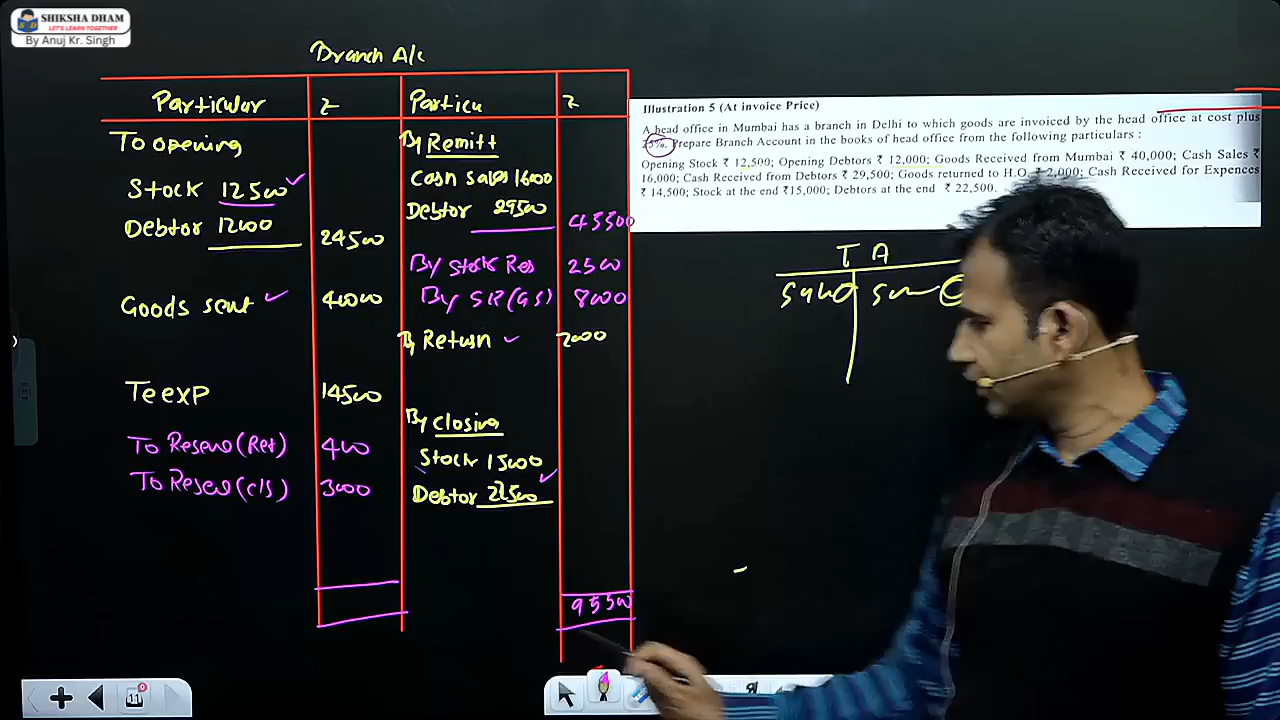 SHIKSHA DHAM
LET'S LEARN TOGETHER
By Anuj Kr. Singh
Branch A/c
Particular ₹ Particu ₹
To opening
Stock 12500
Debtor 12000
24500
Goods sent 40000
To exp 14500
To Reserve (Ret) 400
To Reserv (c/s) 3000
By Remitt
Cash sales 16000
Debtor 29500
45500
By Stock Res 2500
By SR (GS) 8000
By Return 2000
By Closing
Stock 15000
Debtor 22500
95500
Illustration 5 (At invoice Price)
A head office in Mumbai has a branch in Delhi to which goods are invoiced by the head office at cost plus
25%. Prepare Branch Account in the books of head office from the following particulars :
Opening Stock ₹ 12,500; Opening Debtors ₹ 12,000; Goods Received from Mumbai ₹ 40,000; Cash Sales ₹
16,000; Cash Received from Debtors ₹ 29,500; Goods returned to H.O. ₹ 2,000; Cash Received for Expences
₹ 14,500; Stock at the end ₹15,000; Debtors at the end ₹ 22,500.
T A
11